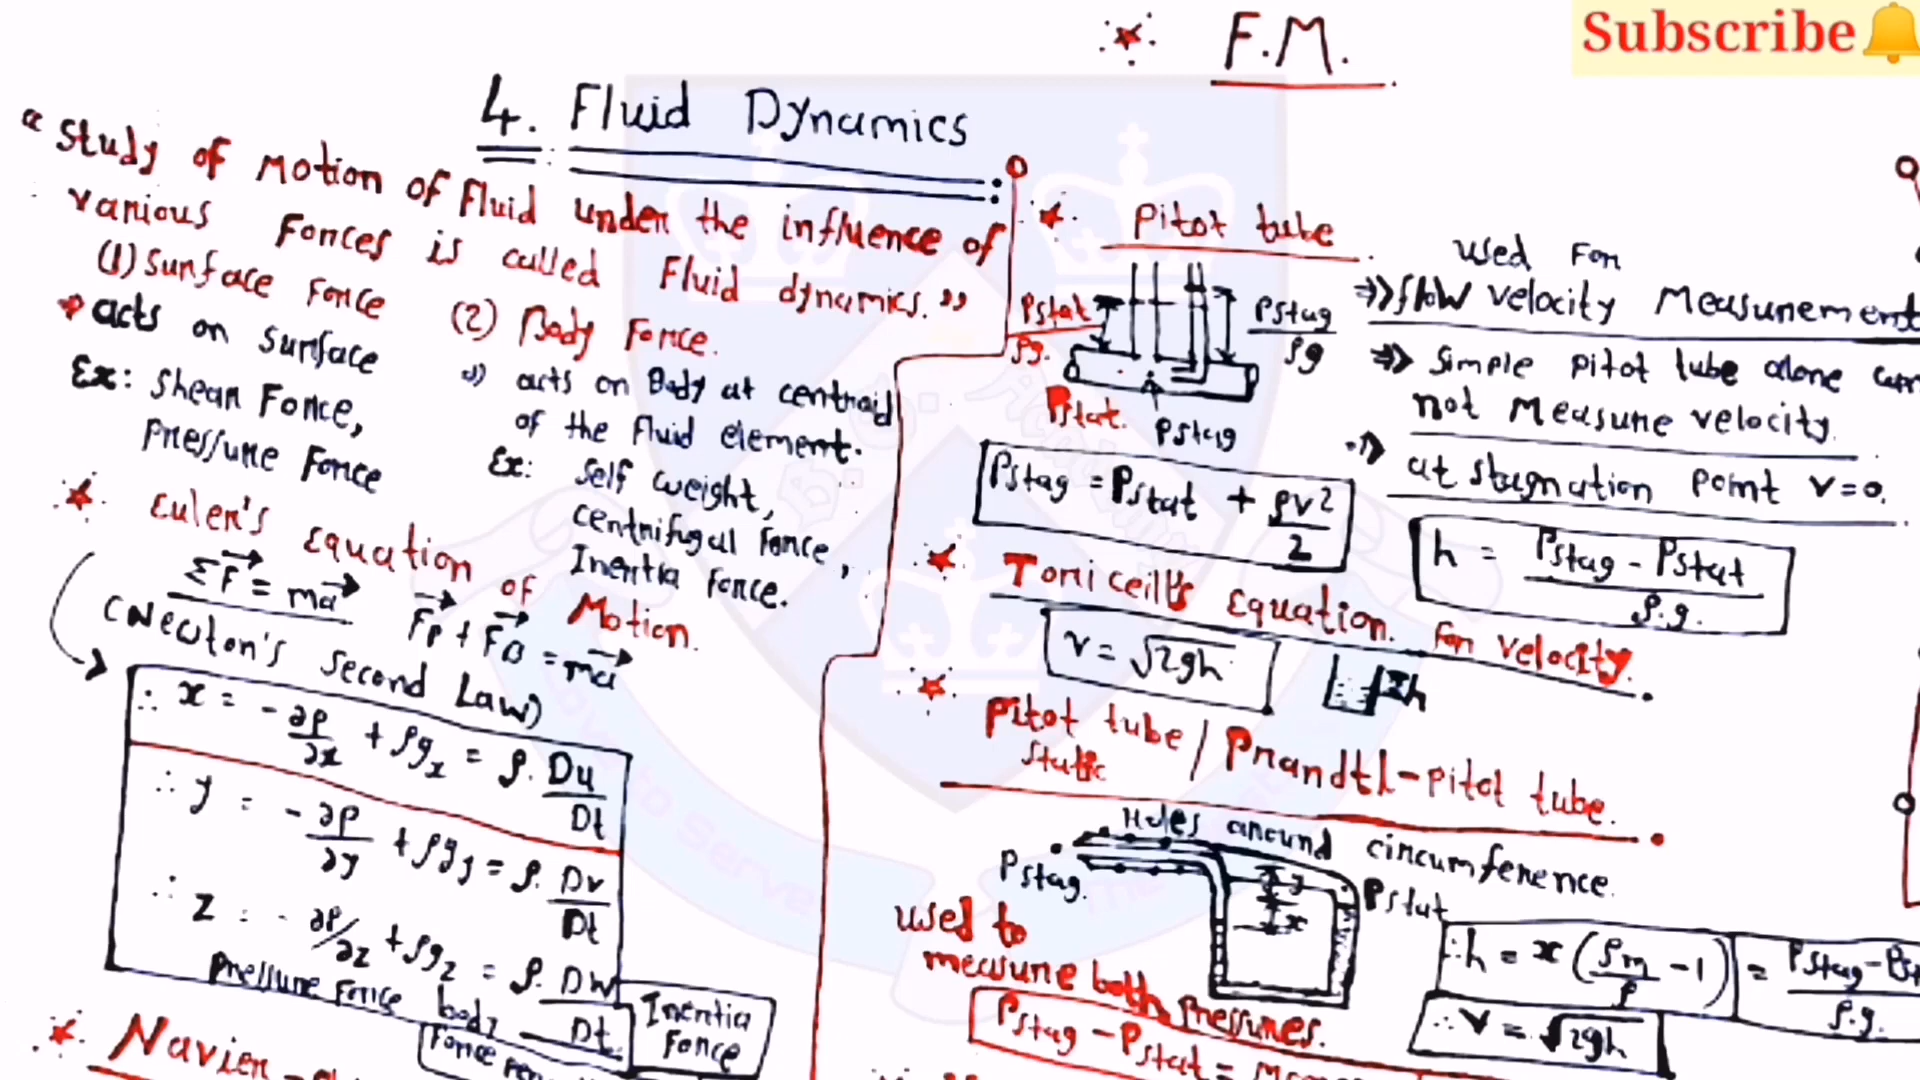 F.M.
Subscribe
4. Fluid Dynamics
"Study of Motion of Fluid under the influence of
various Forces is called Fluid dynamics."
(1) Surface Force
acts on surface
Ex: Shear Force,
Pressure Force
(2) Body Force.
acts on Body at centroid
of the Fluid element.
Ex: Self weight,
centrifugal Force,
Inertia Force.
Euler's Equation of Motion.
ΣF = ma
(Newton's Second Law)
Fp + FB = ma
∴ x = -∂p/∂x + ρgx = ρ. Du/Dt
∴ y = -∂p/∂y + ρgy = ρ. Dv/Dt
∴ z = -∂p/∂z + ρgz = ρ. Dw/Dt
Pressure Force body
Force
Inertia
Force
Navier -
Pitot tube
Pstat/ρg.
Pstag/ρg
Pstat.
Pstag
Pstag = Pstat + ρv²/2
Used For
flow velocity Measurement
Simple pitot tube alone can
not Measure velocity.
at stagnation point v=0.
h = Pstag - Pstat/ρ.g.
Torricelli's Equation. For velocity.
v = √2gh
h
Pitot tube / Prandtl-pitot tube.
static
Holes around circumference.
Pstag.
y
x
Pstat
used to
measure both pressures.
∴h = x (ρm/ρ -1) = Pstag-Pst/ρ.g.
∴ v = √2gh
Pstag - Pstat =